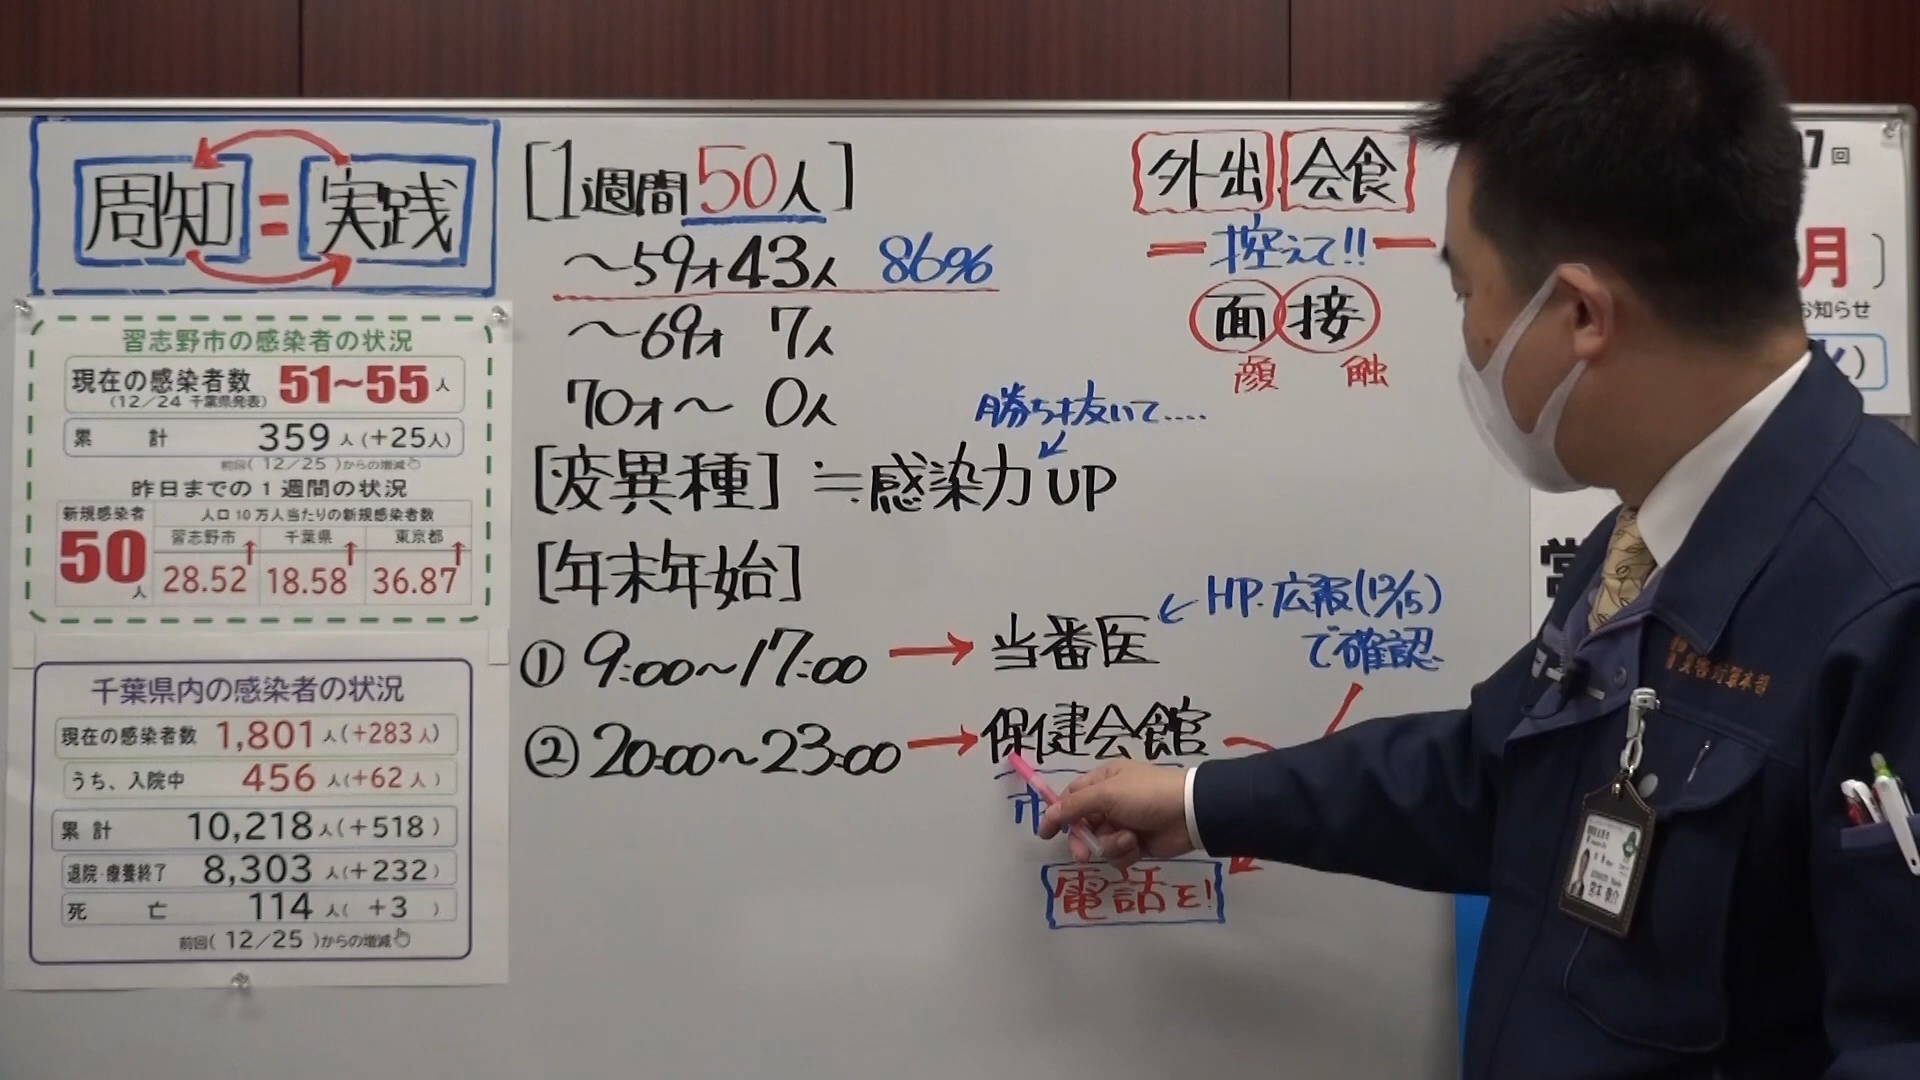 周知=実践
習志野市の感染者の状況
現在の感染者数 51~55人
(12/24 千葉県発表)
累計 359人(+25人)
前回( 12/25 )からの増減
昨日までの1週間の状況
新規感染者 50人
人口10万人当たりの新規感染者数
習志野市↑ 千葉県↑ 東京都↑
28.52 18.58 36.87
千葉県内の感染者の状況
現在の感染者数 1,801人(+283人)
うち、入院中 456人(+62人)
累計 10,218人(+518 )
退院・療養終了 8,303人(+232)
死亡 114人( +3 )
前回( 12/25 )からの増減
[1週間50人]
~59才43人 86%
~69才 7人
70才~ 0人
勝ち抜いて.....
[変異種]≒感染力UP
[年末年始]
① 9:00~17:00→当番医
HP.広報(12/15)
で確認
② 20:00~23:00→保健会館
市
電話を!
外出 会食
控えて!!
面接
顔 触
7回
月〕
お知らせ
火)